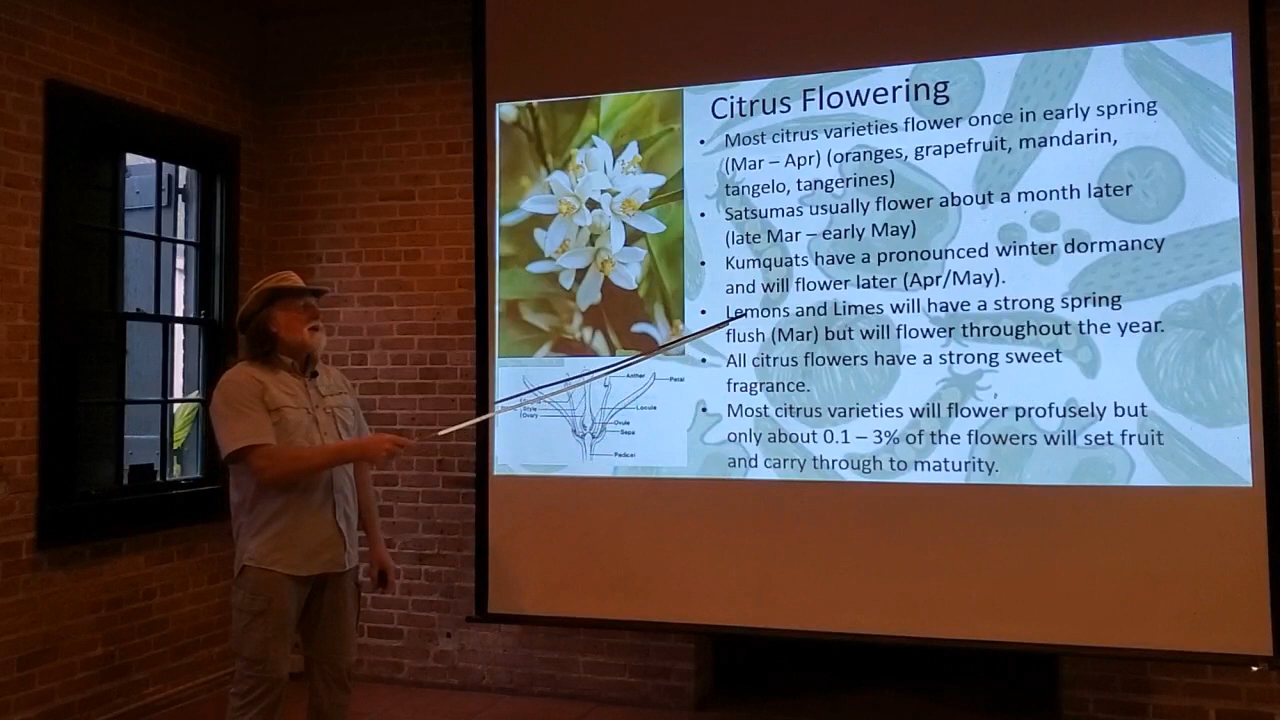 Citrus Flowering
• Most citrus varieties flower once in early spring
(Mar – Apr) (oranges, grapefruit, mandarin,
tangelo, tangerines)
• Satsumas usually flower about a month later
(late Mar – early May)
• Kumquats have a pronounced winter dormancy
and will flower later (Apr/May).
• Lemons and Limes will have a strong spring
flush (Mar) but will flower throughout the year.
• All citrus flowers have a strong sweet
fragrance.
• Most citrus varieties will flower profusely but
only about 0.1 – 3% of the flowers will set fruit
and carry through to maturity.
Anther
Petal
Style
Ovary
Locule
Ovule
Sepal
Pedicel